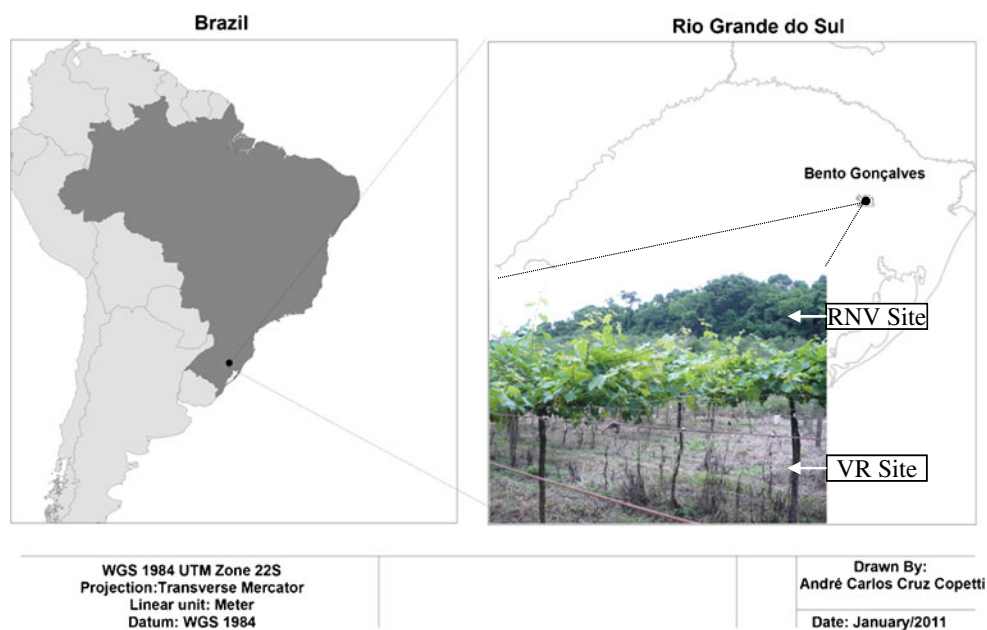 Brazil
Rio Grande do Sul
Bento Gonçalves
RNV Site
VR Site
WGS 1984 UTM Zone 22S
Projection:Transverse Mercator
Linear unit: Meter
Datum: WGS 1984
Drawn By:
André Carlos Cruz Copetti
Date: January/2011